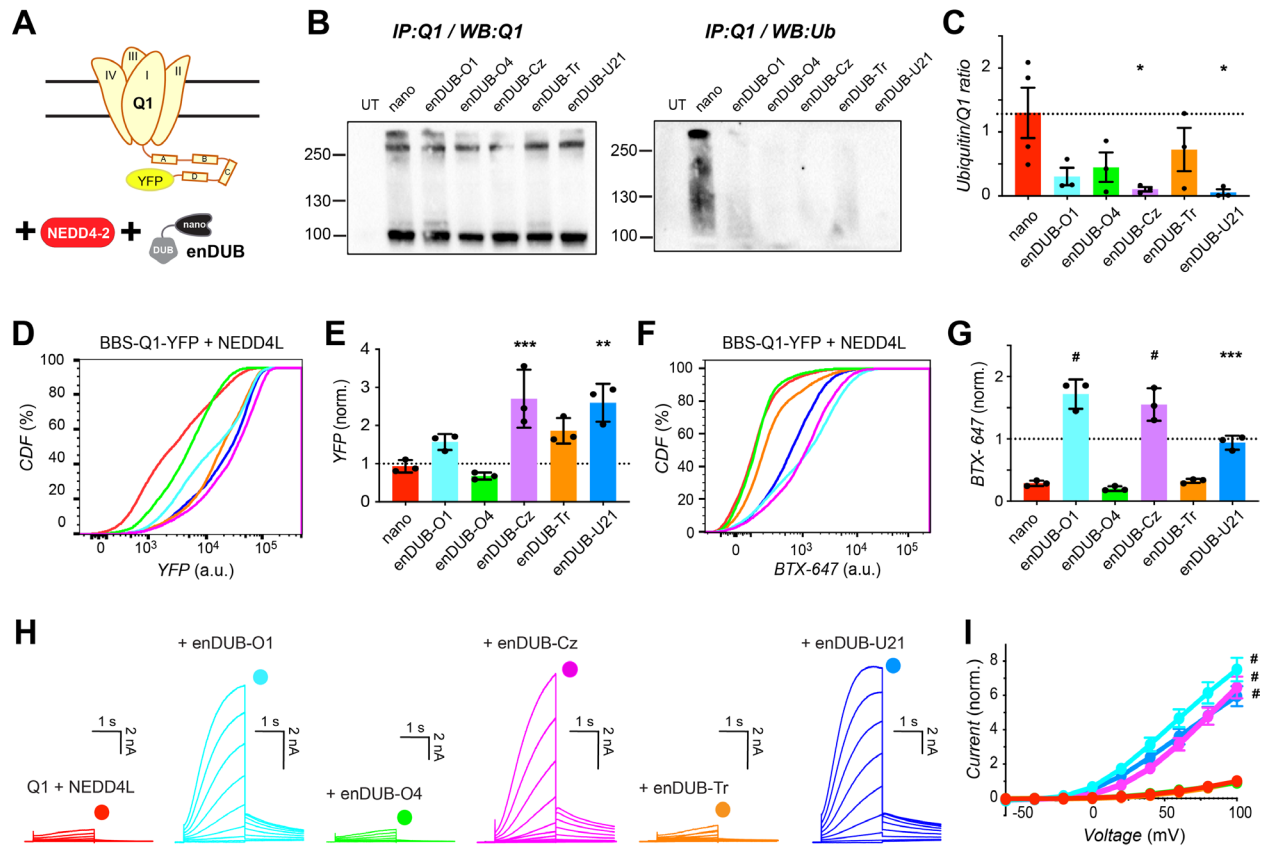 A
III
IV
I
II
Q1
A
B
C
D
YFP
+ NEDD4-2 + nano
DUB
enDUB
B
IP:Q1 / WB:Q1
UT
nano
enDUB-O1
enDUB-O4
enDUB-Cz
enDUB-Tr
enDUB-U21
250
130
100
IP:Q1 / WB:Ub
UT
nano
enDUB-O1
enDUB-O4
enDUB-Cz
enDUB-Tr
enDUB-U21
250
130
100
C
Ubiquitin/Q1 ratio
2
1
0
*
*
nano
enDUB-O1
enDUB-O4
enDUB-Cz
enDUB-Tr
enDUB-U21
D
BBS-Q1-YFP + NEDD4L
CDF (%)
100
80
60
40
20
0
0
10³
10⁴
10⁵
YFP (a.u.)
E
YFP (norm.)
4
3
2
1
0
***
**
nano
enDUB-O1
enDUB-O4
enDUB-Cz
enDUB-Tr
enDUB-U21
F
BBS-Q1-YFP + NEDD4L
CDF (%)
100
80
60
40
20
0
0
10³
10⁴
10⁵
BTX-647 (a.u.)
G
BTX- 647 (norm.)
2
1
0
#
#
***
nano
enDUB-O1
enDUB-O4
enDUB-Cz
enDUB-Tr
enDUB-U21
H
Q1 + NEDD4L
1 s
2 nA
+ enDUB-O1
1 s
2 nA
+ enDUB-O4
1 s
2 nA
+ enDUB-Cz
1 s
2 nA
+ enDUB-Tr
1 s
2 nA
+ enDUB-U21
1 s
2 nA
I
Current (norm.)
8
6
4
2
0
#
#
#
-50
0
50
100
Voltage (mV)